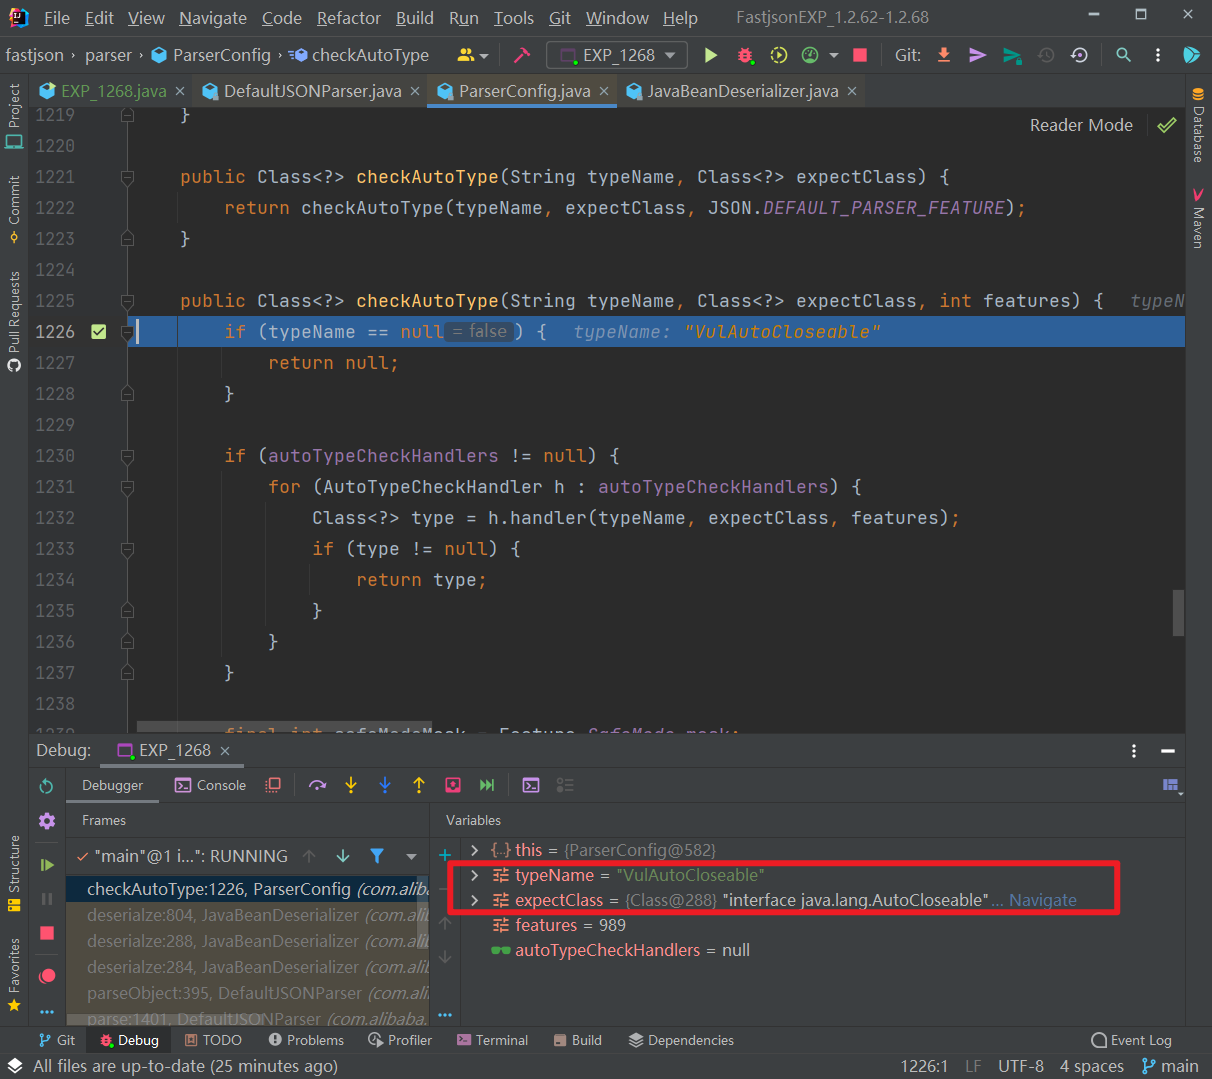 File Edit View Navigate Code Refactor Build Run Tools Git Window Help FastjsonEXP_1.2.62-1.2.68
fastjson › parser › ParserConfig › checkAutoType EXP_1268 Git:
EXP_1268.java × DefaultJSONParser.java × ParserConfig.java × JavaBeanDeserializer.java ×
Project
Commit
Pull Requests
Structure
Favorites
Database
Maven
Reader Mode
1219 }
1220
1221 public Class<?> checkAutoType(String typeName, Class<?> expectClass) {
1222 return checkAutoType(typeName, expectClass, JSON.DEFAULT_PARSER_FEATURE);
1223 }
1224
1225 public Class<?> checkAutoType(String typeName, Class<?> expectClass, int features) { typeN
1226 if (typeName == null = false ) { typeName: "VulAutoCloseable"
1227 return null;
1228 }
1229
1230 if (autoTypeCheckHandlers != null) {
1231 for (AutoTypeCheckHandler h : autoTypeCheckHandlers) {
1232 Class<?> type = h.handler(typeName, expectClass, features);
1233 if (type != null) {
1234 return type;
1235 }
1236 }
1237 }
1238
1239 final int safeModeMask = Feature.SafeMode.mask;
Debug: EXP_1268 ×
Debugger Console
Frames
"main"@1 i...": RUNNING
checkAutoType:1226, ParserConfig (com.aliba
deserialze:804, JavaBeanDeserializer (com.ali
deserialze:288, JavaBeanDeserializer (com.ali
deserialze:284, JavaBeanDeserializer (com.ali
parseObject:395, DefaultJSONParser (com.ali
parse:1401, DefaultJSONParser (com.alibaba.
Variables
{..} this = {ParserConfig@582}
typeName = "VulAutoCloseable"
expectClass = {Class@288} "interface java.lang.AutoCloseable"... Navigate
features = 989
autoTypeCheckHandlers = null
Git Debug TODO Problems Profiler Terminal Build Dependencies Event Log
All files are up-to-date (25 minutes ago) 1226:1 LF UTF-8 4 spaces main